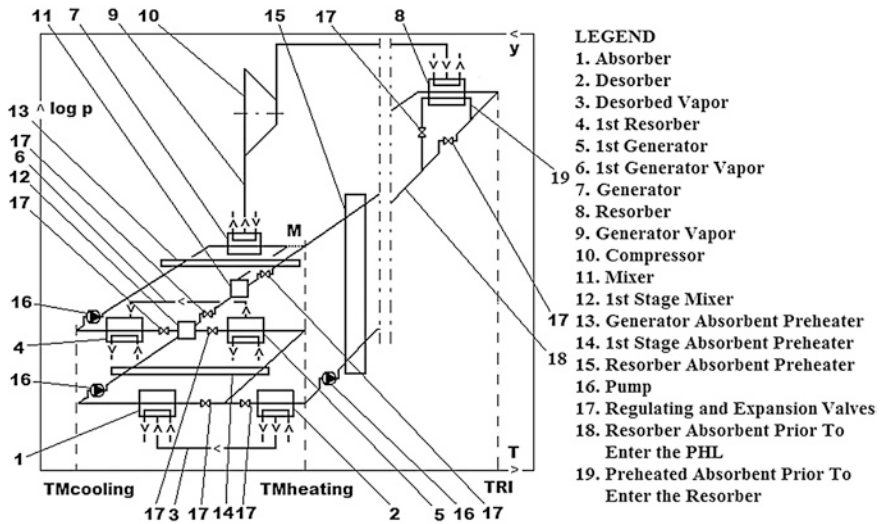 11 7 9 10 15 17 8
y
13 log p
17
6
12
17
19
M
16
17
4
18
16
1
T
TMcooling TMheating TRI
17 3 17 14 17 2 5 16 17
LEGEND
1. Absorber
2. Desorber
3. Desorbed Vapor
4. 1st Resorber
5. 1st Generator
6. 1st Generator Vapor
7. Generator
8. Resorber
9. Generator Vapor
10. Compressor
11. Mixer
12. 1st Stage Mixer
13. Generator Absorbent Preheater
14. 1st Stage Absorbent Preheater
15. Resorber Absorbent Preheater
16. Pump
17. Regulating and Expansion Valves
18. Resorber Absorbent Prior To
Enter the PHL
19. Preheated Absorbent Prior To
Enter the Resorber